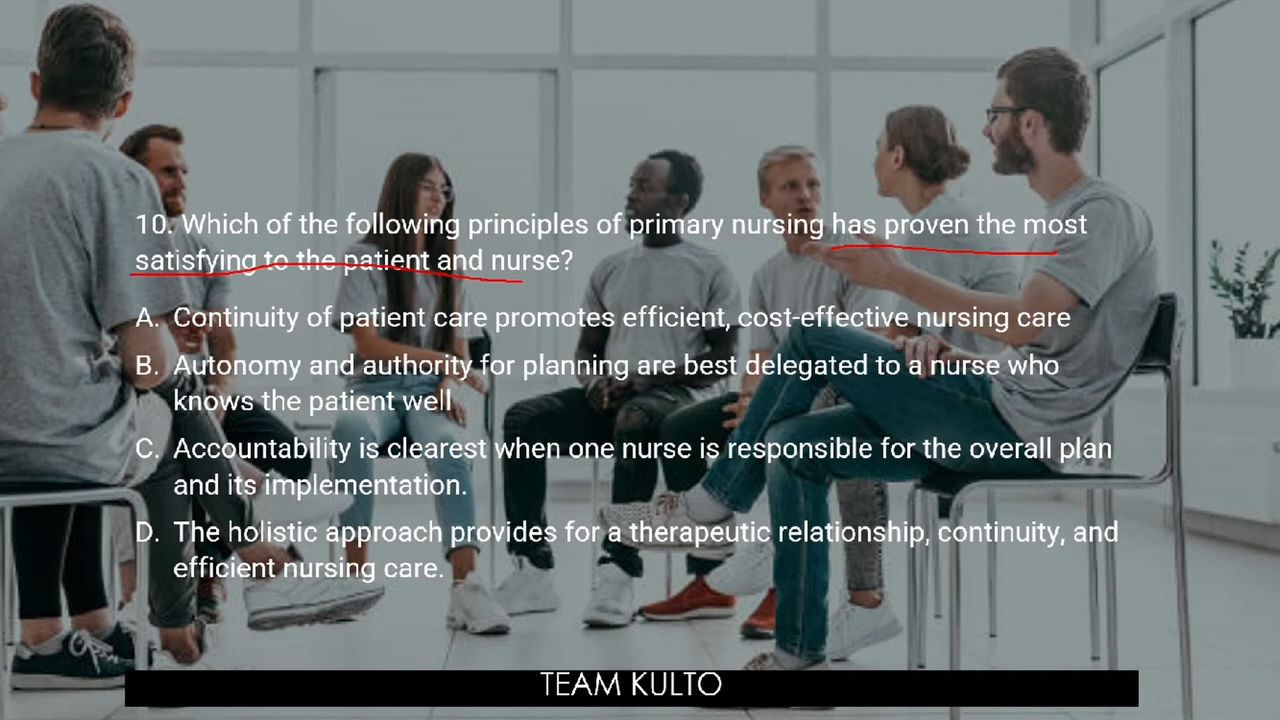 10. Which of the following principles of primary nursing has proven the most
satisfying to the patient and nurse?
A. Continuity of patient care promotes efficient, cost-effective nursing care
B. Autonomy and authority for planning are best delegated to a nurse who
knows the patient well
C. Accountability is clearest when one nurse is responsible for the overall plan
and its implementation.
D. The holistic approach provides for a therapeutic relationship, continuity, and
efficient nursing care.
TEAM KULTO